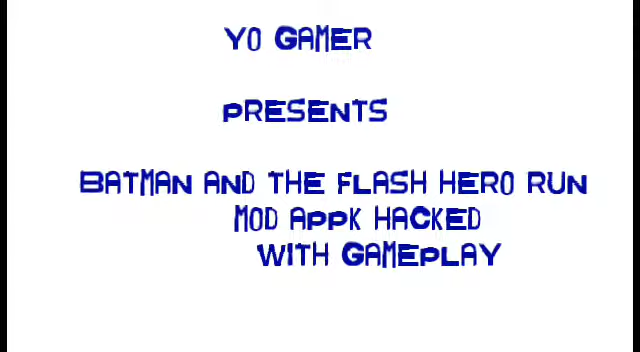 YO GAMER
PRESENTS
BATMAN AND THE FLASH HERO RUN
MOD APPK HACKED
WITH GAMEPLAY